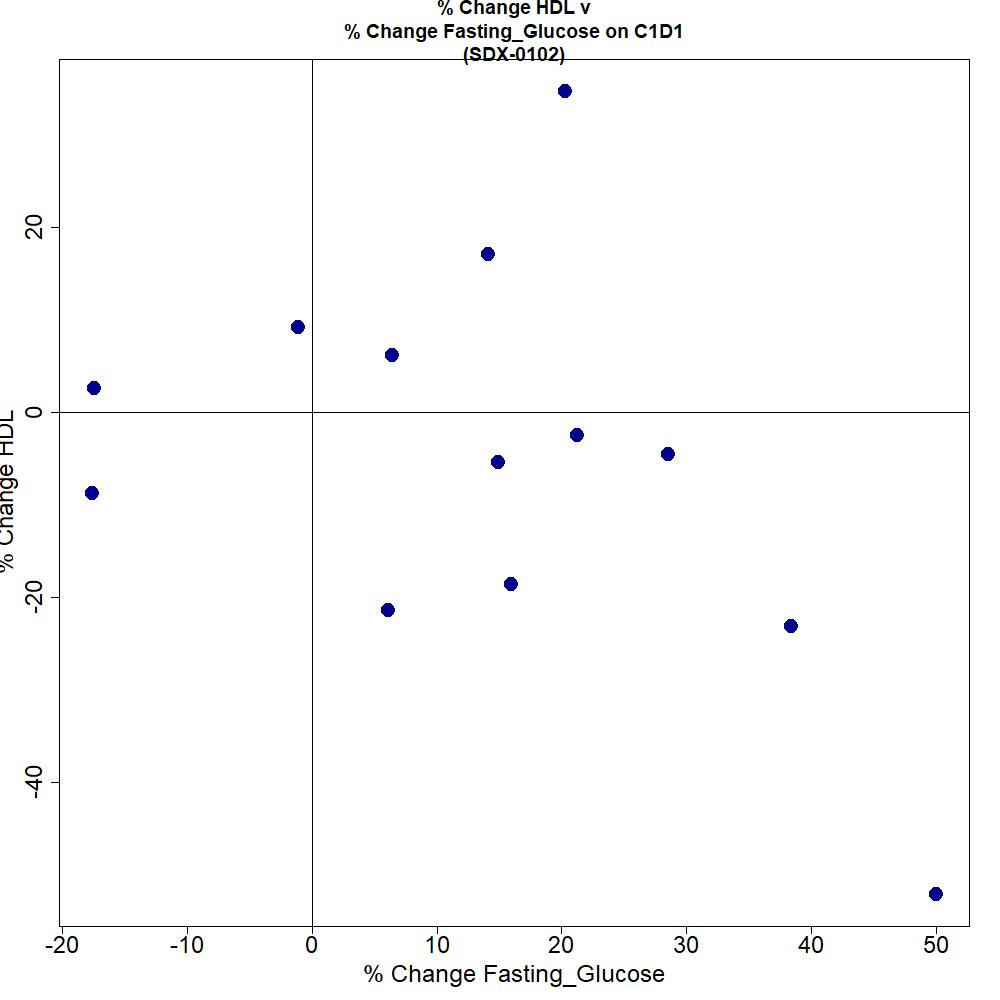 % Change HDL v
% Change Fasting_Glucose on C1D1
(SDX-0102)
% Change HDL
20
0
-20
-40
-20
-10
0
10
20
30
40
50
% Change Fasting_Glucose